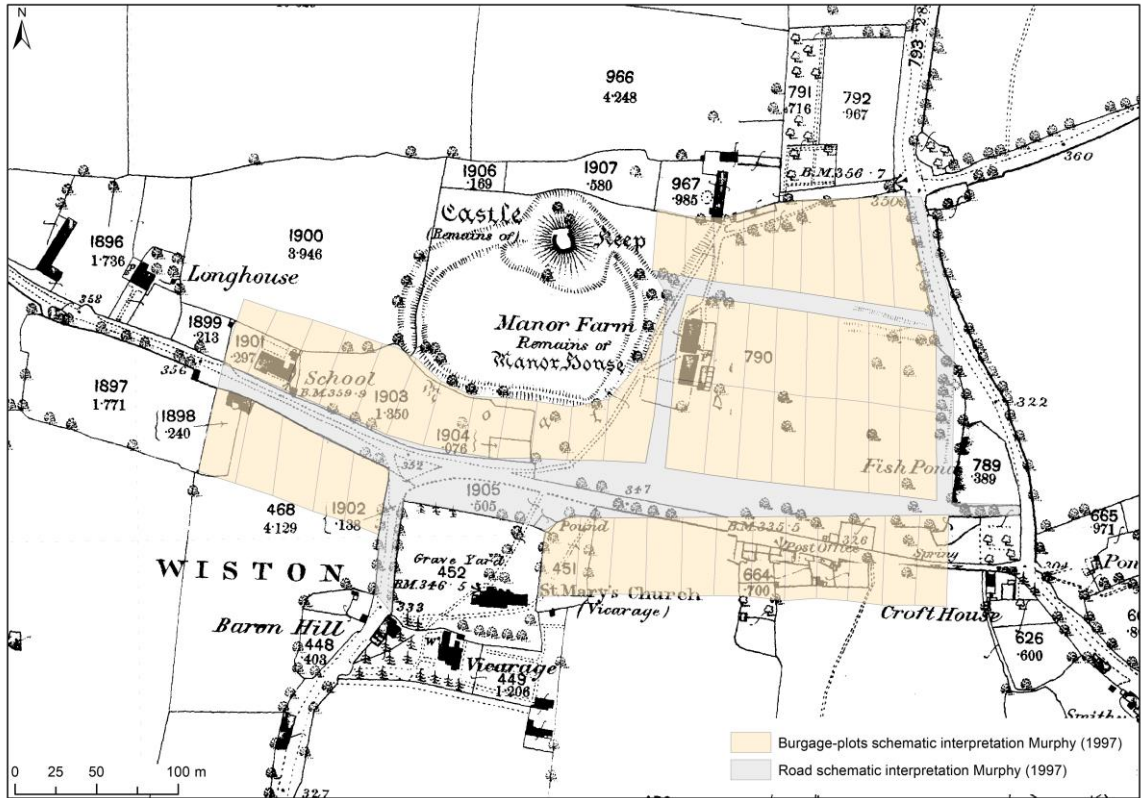 N
966
4·248
791
·716
792
·967
793
360
B.M.356·7
350
1906
·169
1907
·580
967
·985
Castle
(Remains of)
Keep
1896
1·736
1900
3·946
Longhouse
358
1899
·213
1901
·297
356
School
B.M.359·9
Manor Farm
Remains of
Manor House
790
1897
1·771
1898
·240
1903
1·350
1904
·076
322
Fish Pond
789
·389
352
1905
·505
347
468
4·129
1902
·188
Pound
B.M.335·5
Post Office
326
Spring
665
·971
304
WISTON
Grave Yard
452
B.M.346·5
451
St. Mary's Church
(Vicarage)
664
·700
Croft House
333
Baron Hill
448
·403
W
Vicarage
449
1·206
626
·600
327
Burgage-plots schematic interpretation Murphy (1997)
Road schematic interpretation Murphy (1997)
0 25 50 100 m